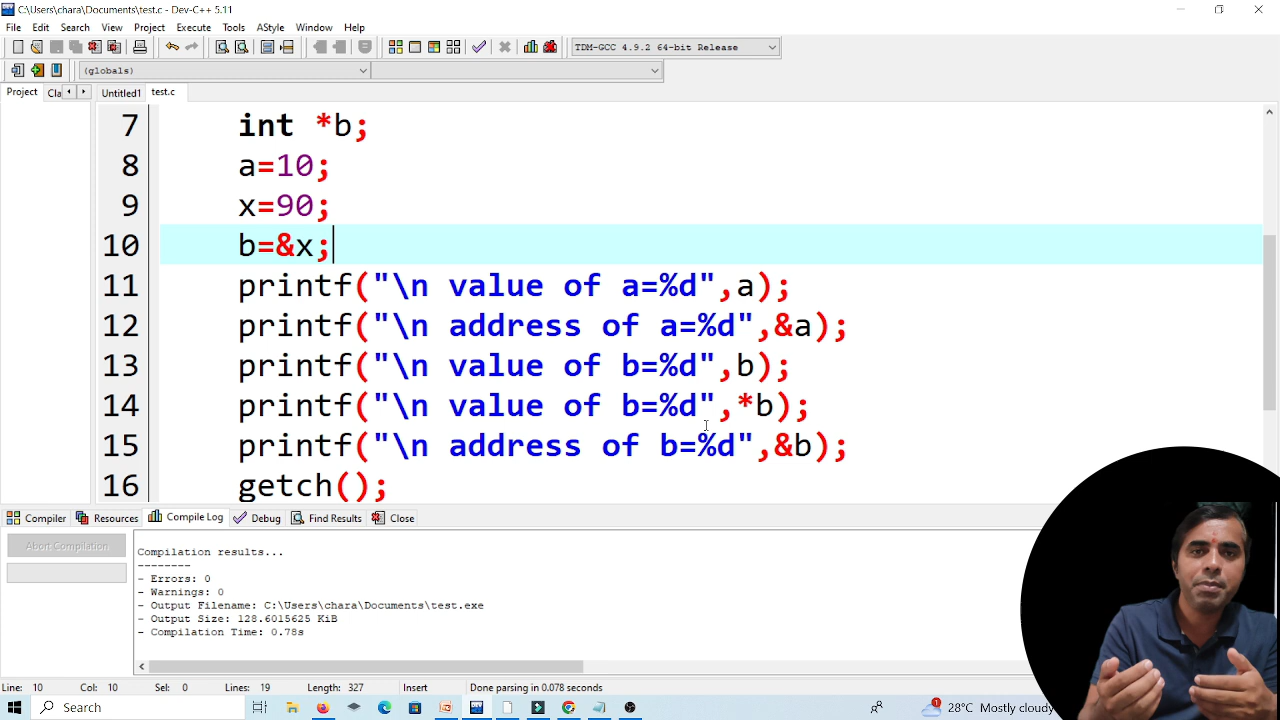 C:\Users\chara\Documents\test.c - Dev-C++ 5.11
File Edit Search View Project Execute Tools AStyle Window Help
TDM-GCC 4.9.2 64-bit Release
(globals)
Project Cla Untitled1 test.c
7 int *b;
8 a=10;
9 x=90;
10 b=&x;
11 printf("\n value of a=%d",a);
12 printf("\n address of a=%d",&a);
13 printf("\n value of b=%d",b);
14 printf("\n value of b=%d",*b);
15 printf("\n address of b=%d",&b);
16 getch();
Compiler Resources Compile Log Debug Find Results Close
Abort Compilation
Compilation results...
--------
- Errors: 0
- Warnings: 0
- Output Filename: C:\Users\chara\Documents\test.exe
- Output Size: 128.6015625 KiB
- Compilation Time: 0.78s
Line: 10 Col: 10 Sel: 0 Lines: 19 Length: 327 Insert Done parsing in 0.078 seconds
Search 28°C Mostly cloudy